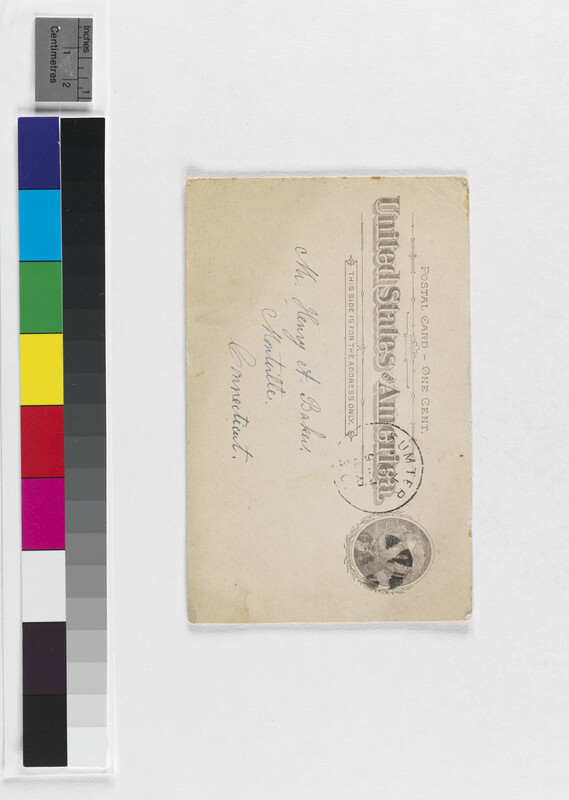 POSTAL CARD – ONE CENT.
United States of America.
THIS SIDE IS FOR THE ADDRESS ONLY.
SUMTER
S.C.
Mr. Henry A. Baker.
Montville.
Connecticut.
Inches
1
Centimetres
1 2